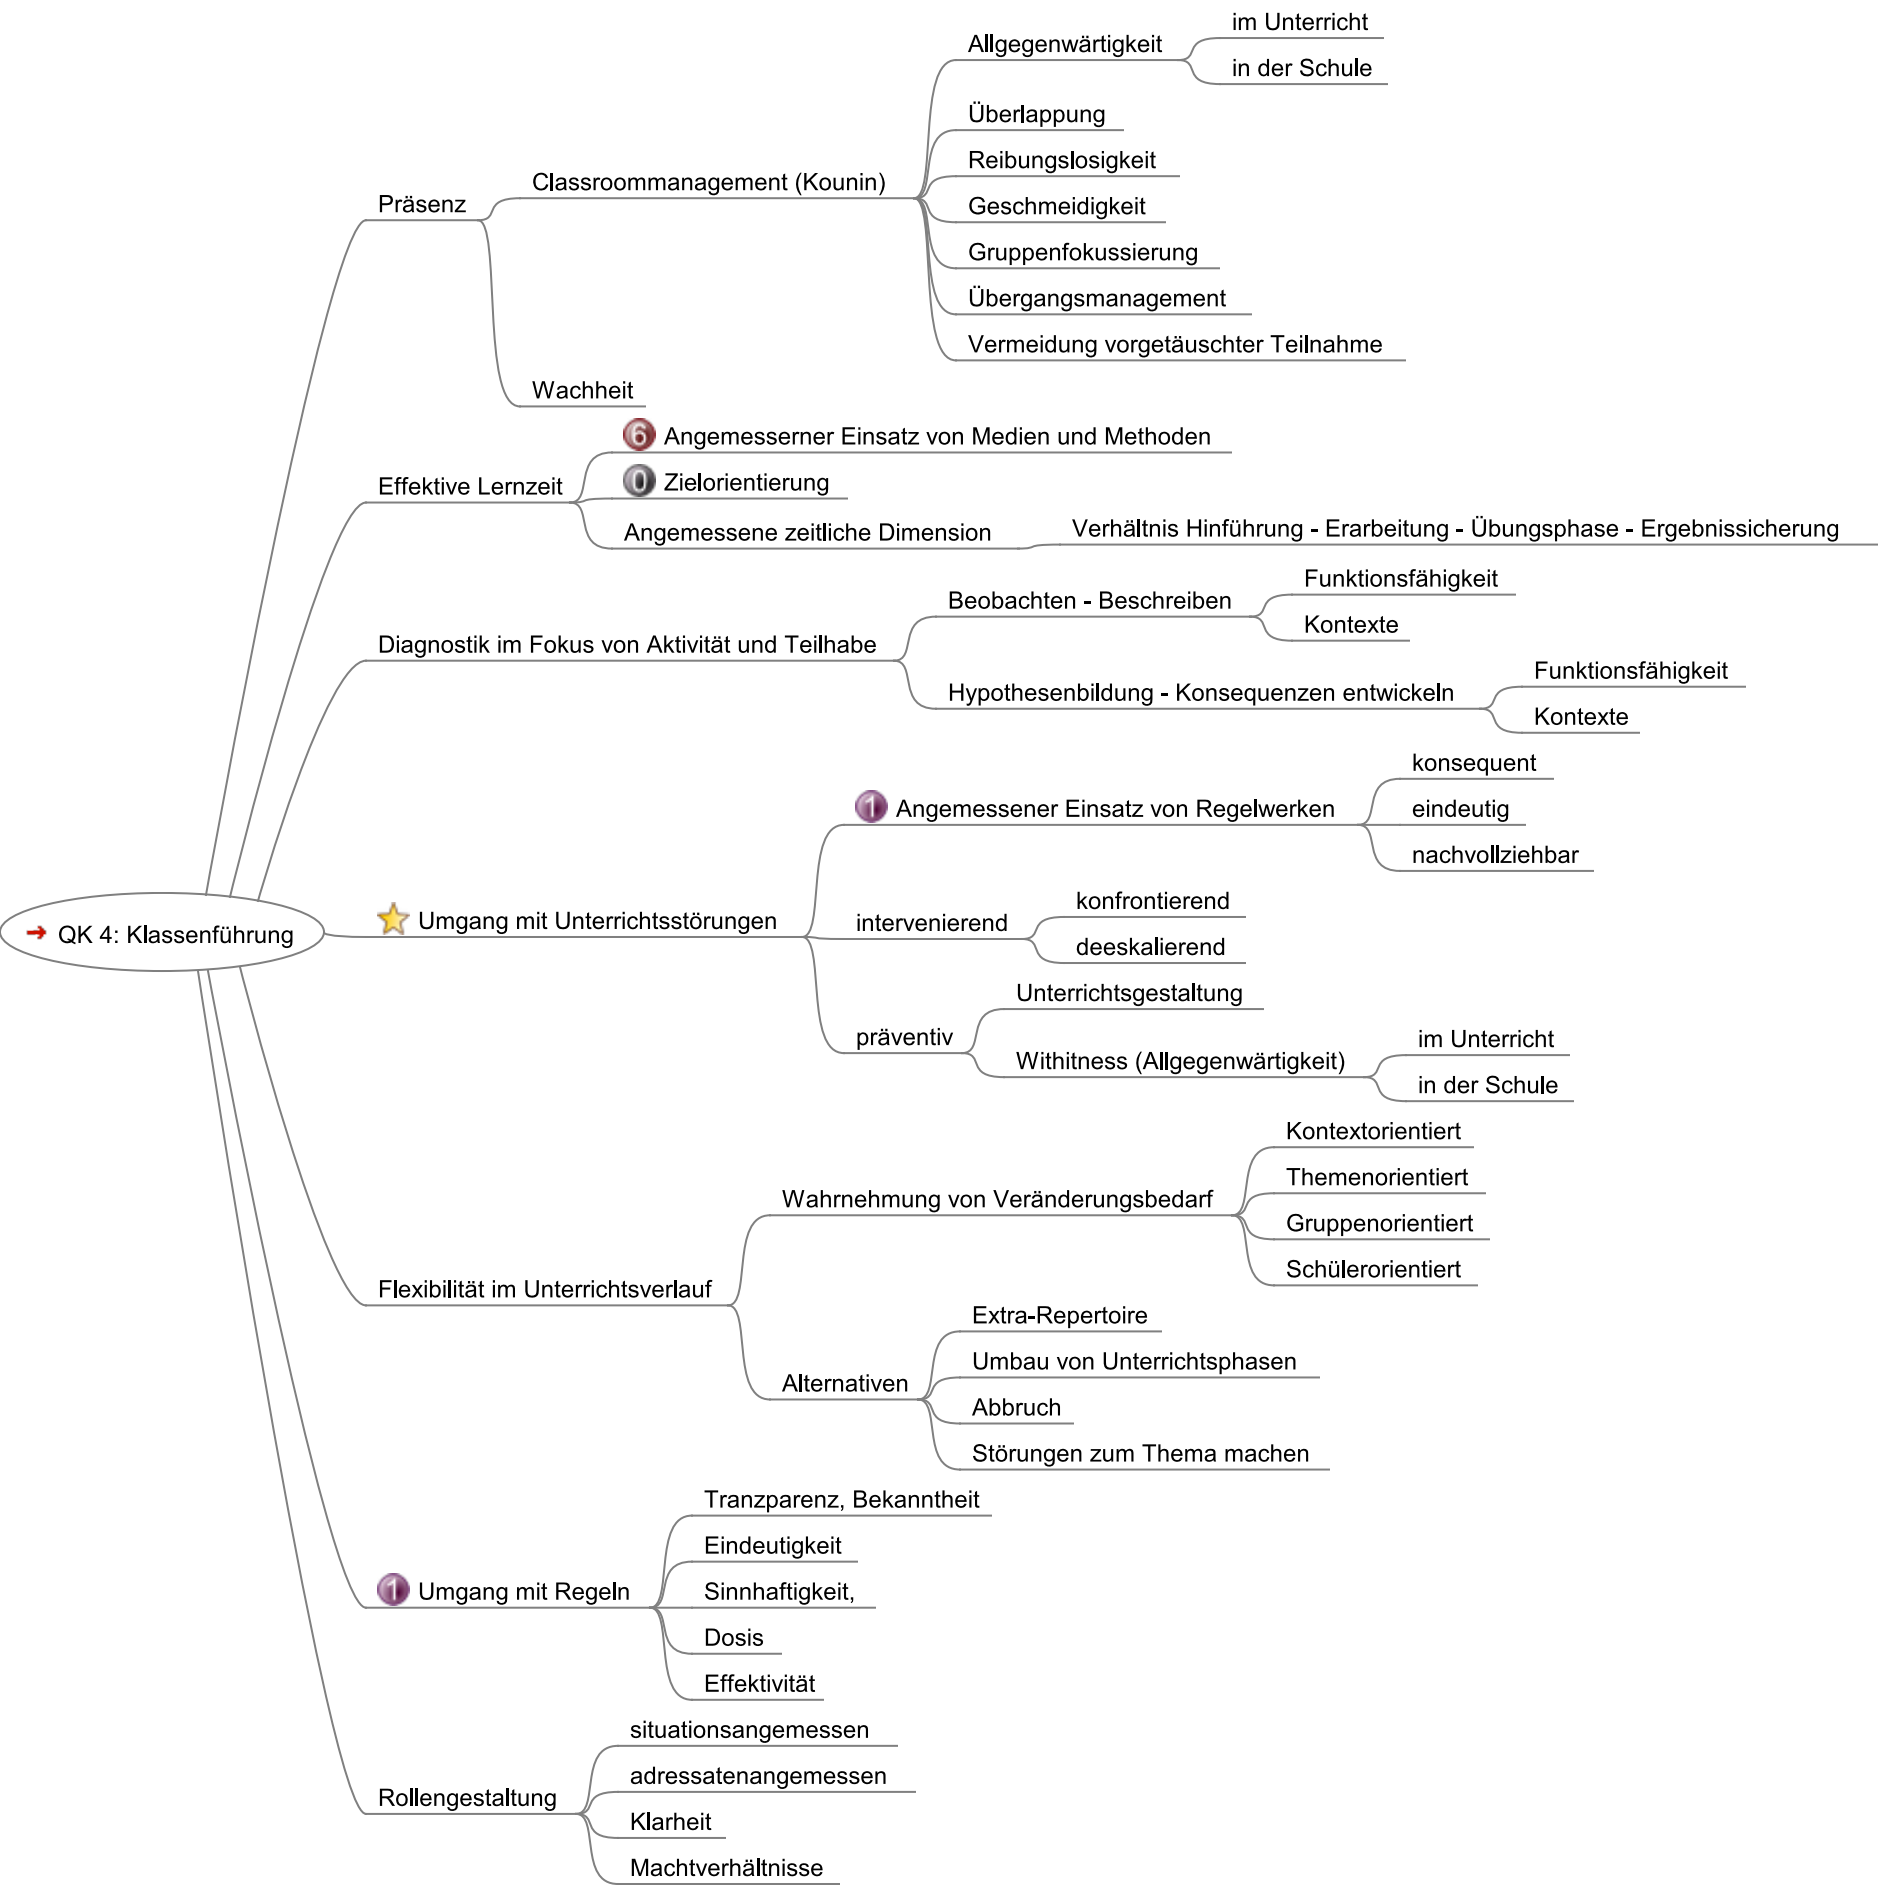 QK 4: Klassenführung
Präsenz
Classroommanagement (Kounin)
Allgegenwärtigkeit
im Unterricht
in der Schule
Überlappung
Reibungslosigkeit
Geschmeidigkeit
Gruppenfokussierung
Übergangsmanagement
Vermeidung vorgetäuschter Teilnahme
Wachheit
Effektive Lernzeit
6 Angemesserner Einsatz von Medien und Methoden
0 Zielorientierung
Angemessene zeitliche Dimension
Verhältnis Hinführung - Erarbeitung - Übungsphase - Ergebnissicherung
Diagnostik im Fokus von Aktivität und Teilhabe
Beobachten - Beschreiben
Funktionsfähigkeit
Kontexte
Hypothesenbildung - Konsequenzen entwickeln
Funktionsfähigkeit
Kontexte
Umgang mit Unterrichtsstörungen
1 Angemessener Einsatz von Regelwerken
konsequent
eindeutig
nachvollziehbar
intervenierend
konfrontierend
deeskalierend
präventiv
Unterrichtsgestaltung
Withitness (Allgegenwärtigkeit)
im Unterricht
in der Schule
Flexibilität im Unterrichtsverlauf
Wahrnehmung von Veränderungsbedarf
Kontextorientiert
Themenorientiert
Gruppenorientiert
Schülerorientiert
Alternativen
Extra-Repertoire
Umbau von Unterrichtsphasen
Abbruch
Störungen zum Thema machen
1 Umgang mit Regeln
Tranzparenz, Bekanntheit
Eindeutigkeit
Sinnhaftigkeit,
Dosis
Effektivität
Rollengestaltung
situationsangemessen
adressatenangemessen
Klarheit
Machtverhältnisse